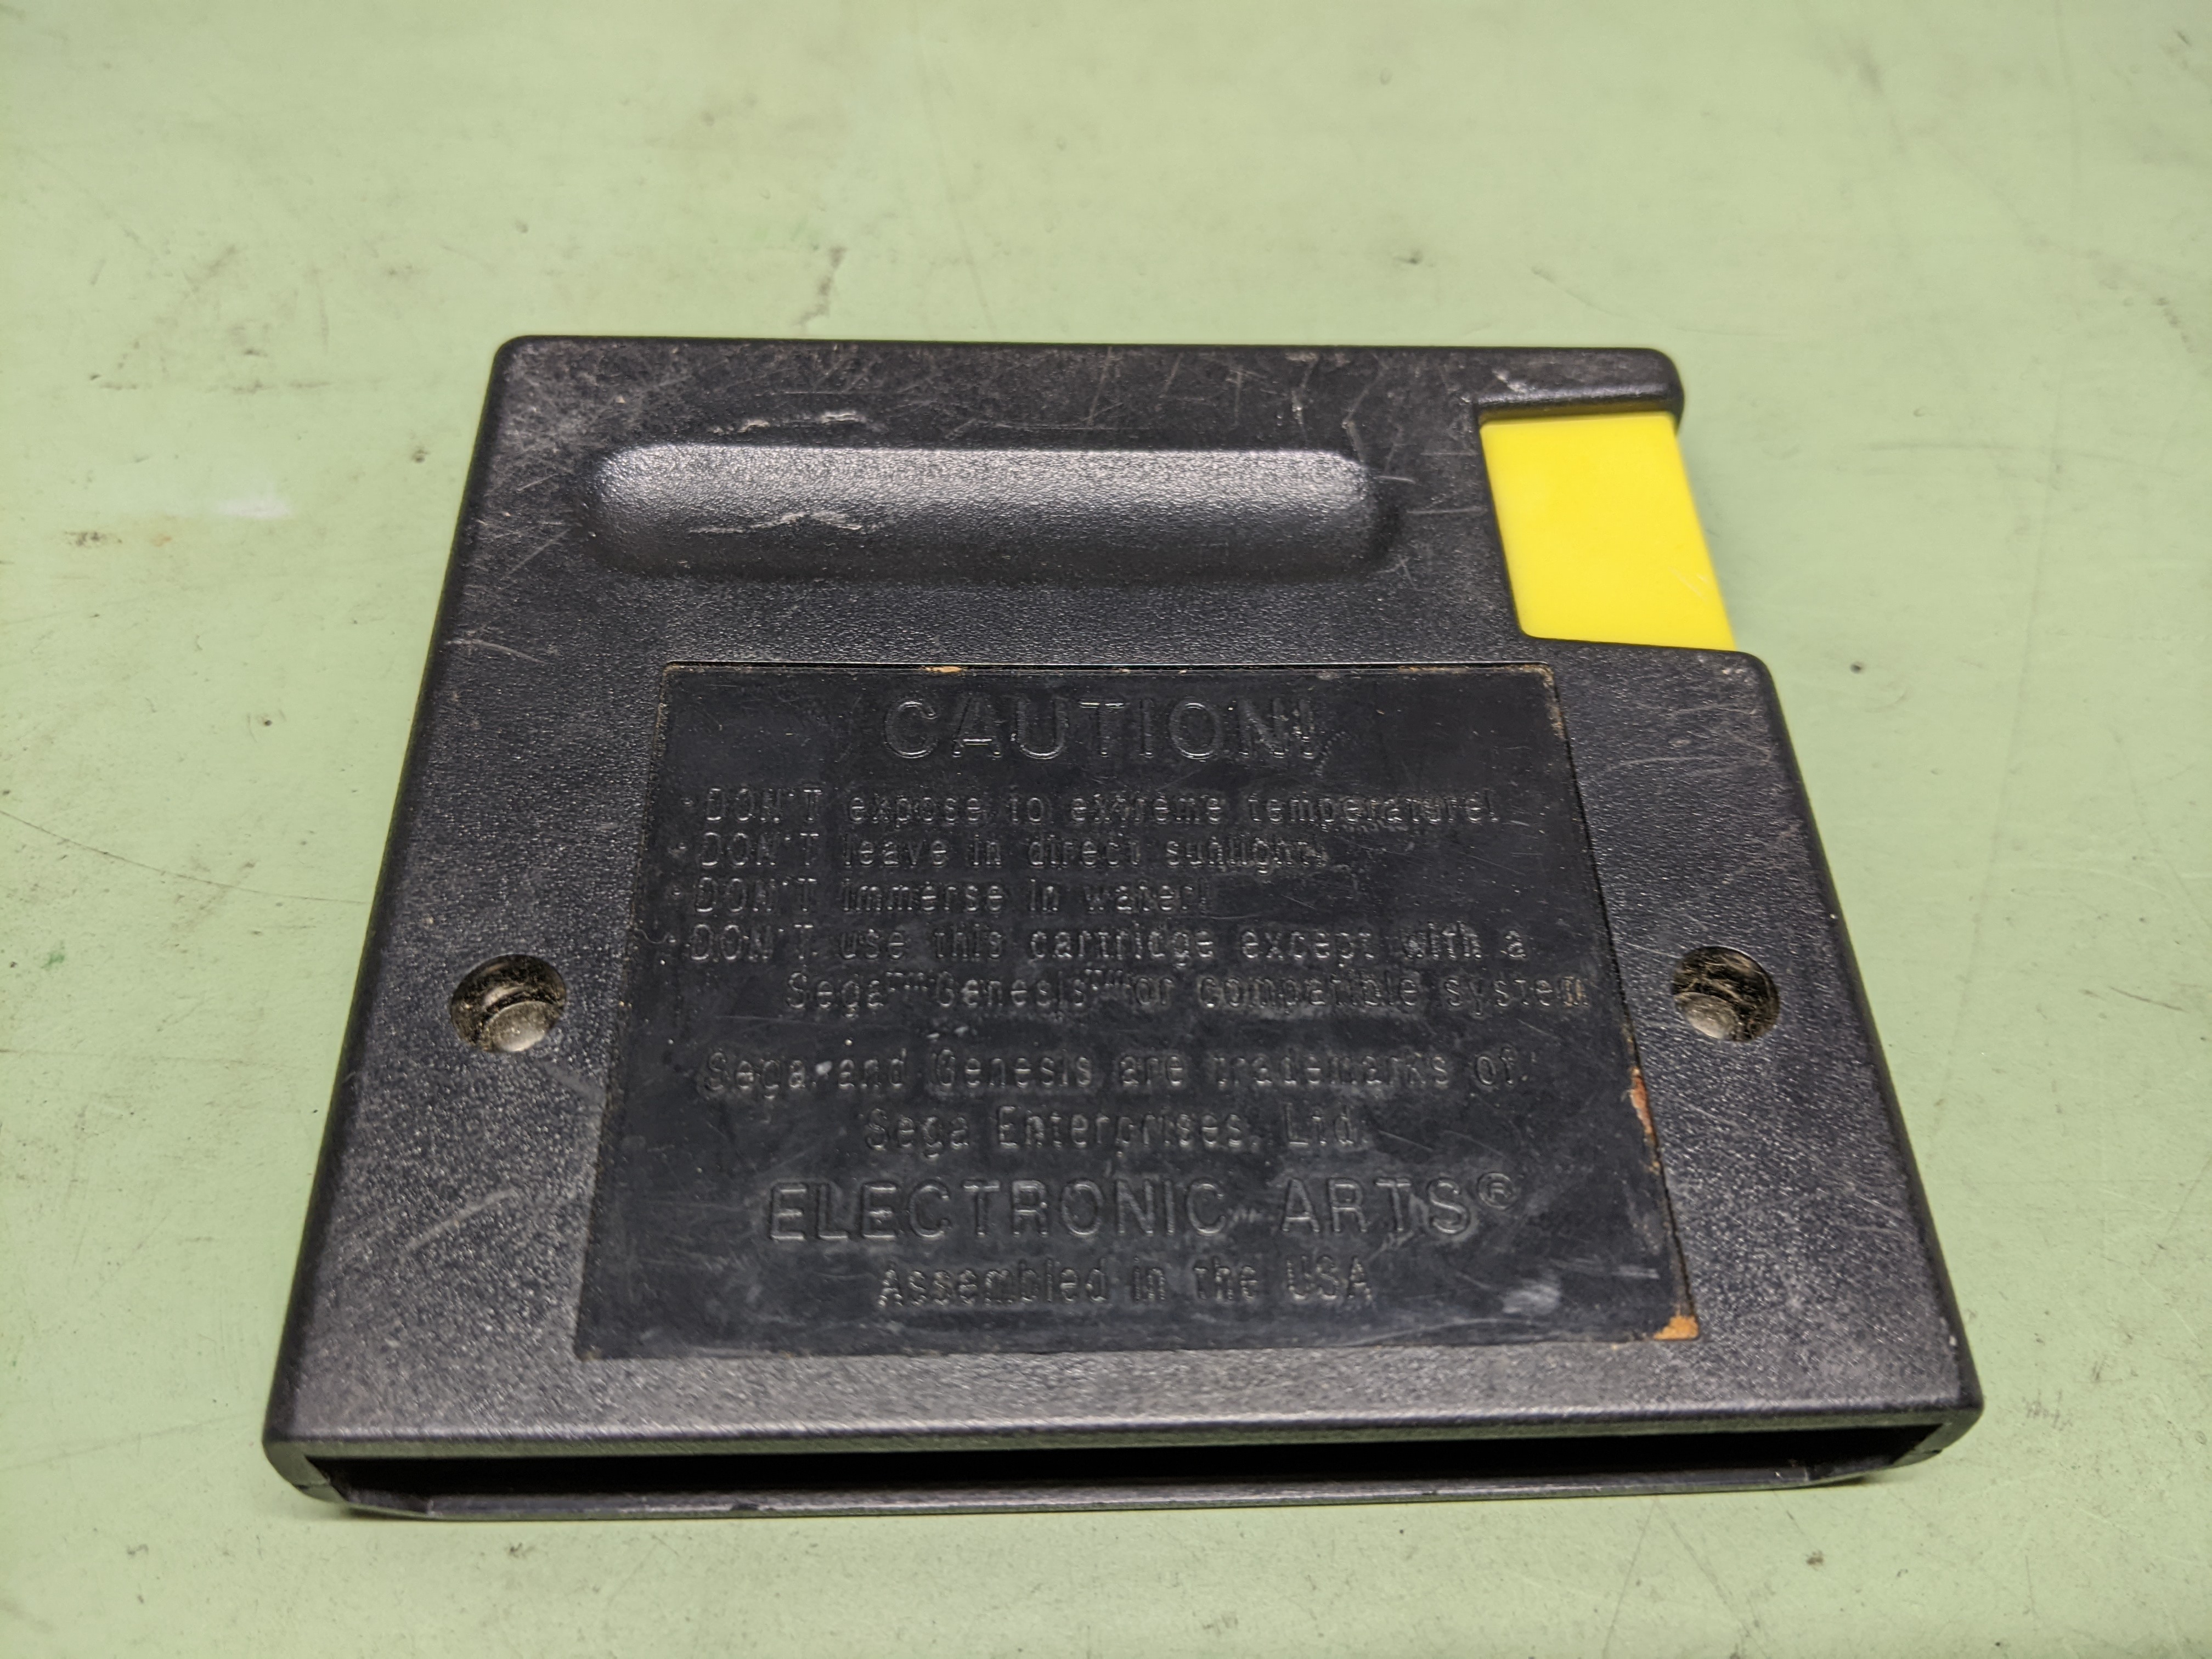 CAUTION!
·DON'T expose to extreme temperature!
·DON'T leave in direct sunlight!
·DON'T immerse in water!
·DON'T use this cartridge except with a
Sega™ Genesis™ or compatible system
Sega and Genesis are trademarks of
Sega Enterprises, Ltd.
ELECTRONIC ARTS®
Assembled in the USA